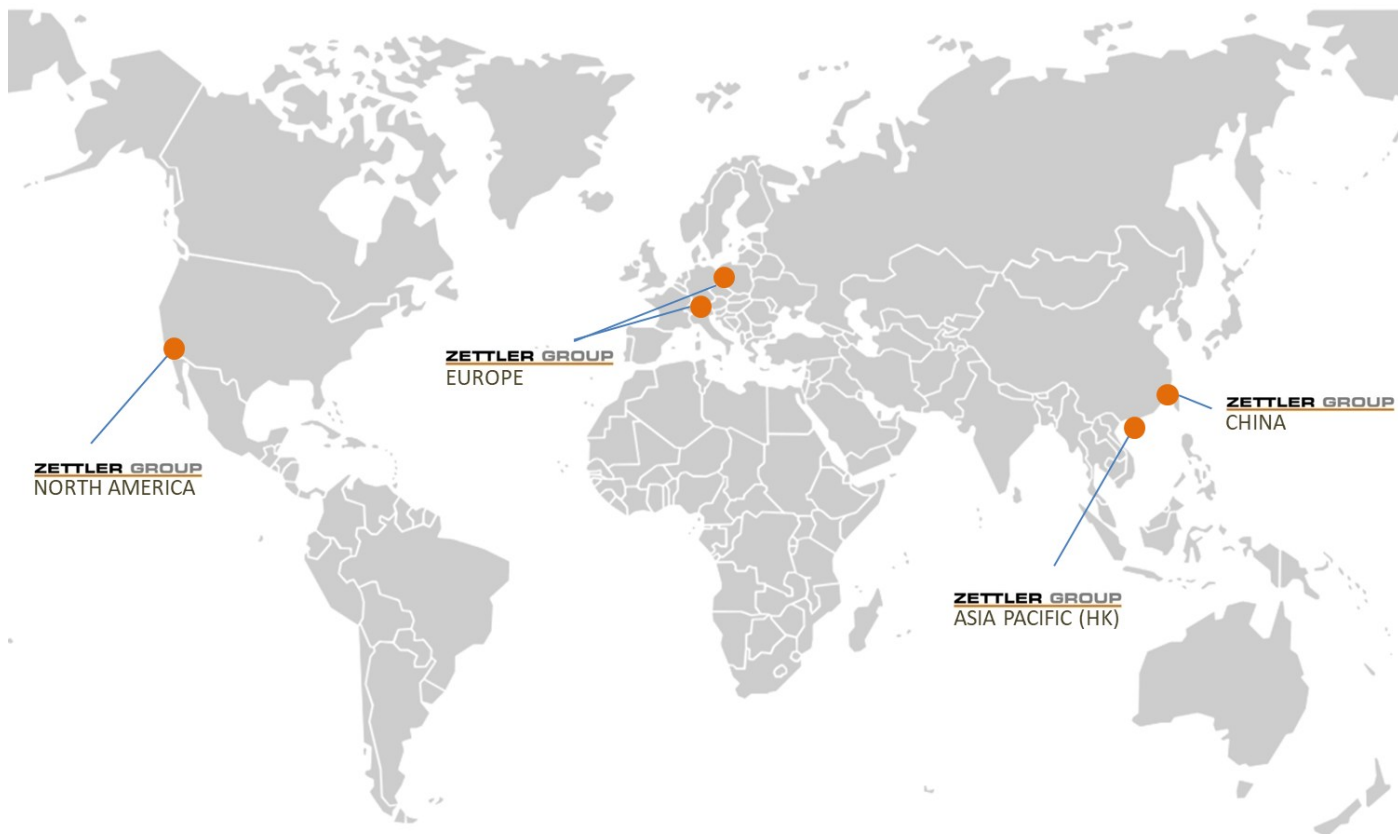 ZETTLER GROUP
EUROPE
ZETTLER GROUP
CHINA
ZETTLER GROUP
NORTH AMERICA
ZETTLER GROUP
ASIA PACIFIC (HK)